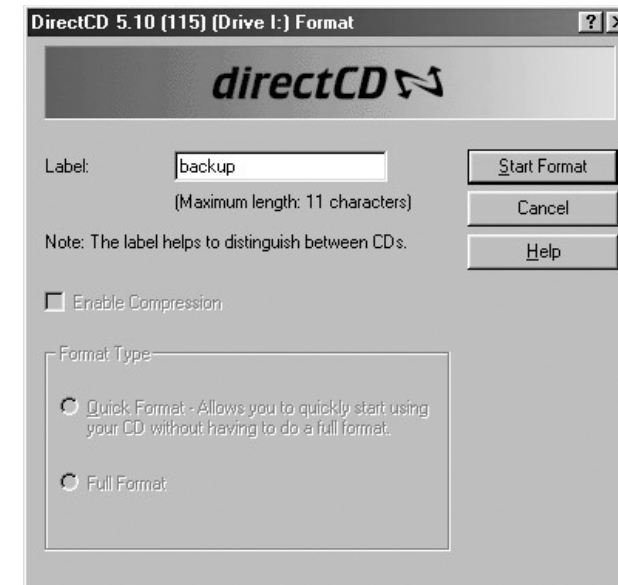 DirectCD 5.10 (115) (Drive I:) Format
directCD
Label:
backup
Start Format
(Maximum length: 11 characters)
Cancel
Note: The label helps to distinguish between CDs.
Help
Enable Compression
Format Type
Quick Format - Allows you to quickly start using
your CD without having to do a full format.
Full Format